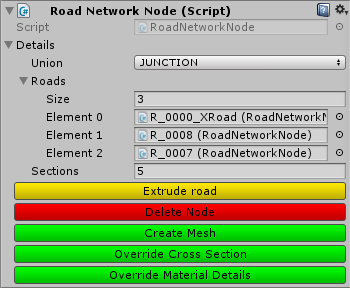 Road Network Node (Script)
Script RoadNetworkNode
Details
Union JUNCTION
Roads
Size 3
Element 0 R_0000_XRoad (RoadNetworkN
Element 1 R_0008 (RoadNetworkNode)
Element 2 R_0007 (RoadNetworkNode)
Sections 5
Extrude road
Delete Node
Create Mesh
Override Cross Section
Override Material Details